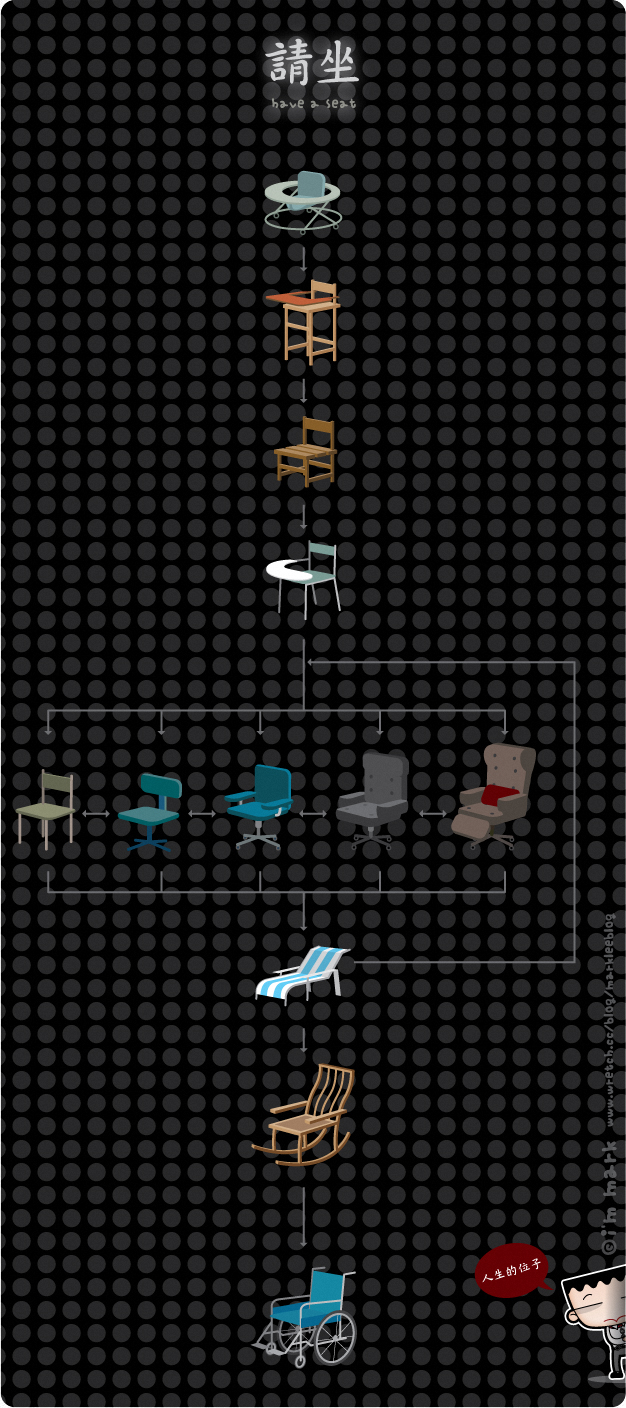 請坐
have a seat
www.wretch.cc/blog/markleeblog
©i'm mark
人生的位子